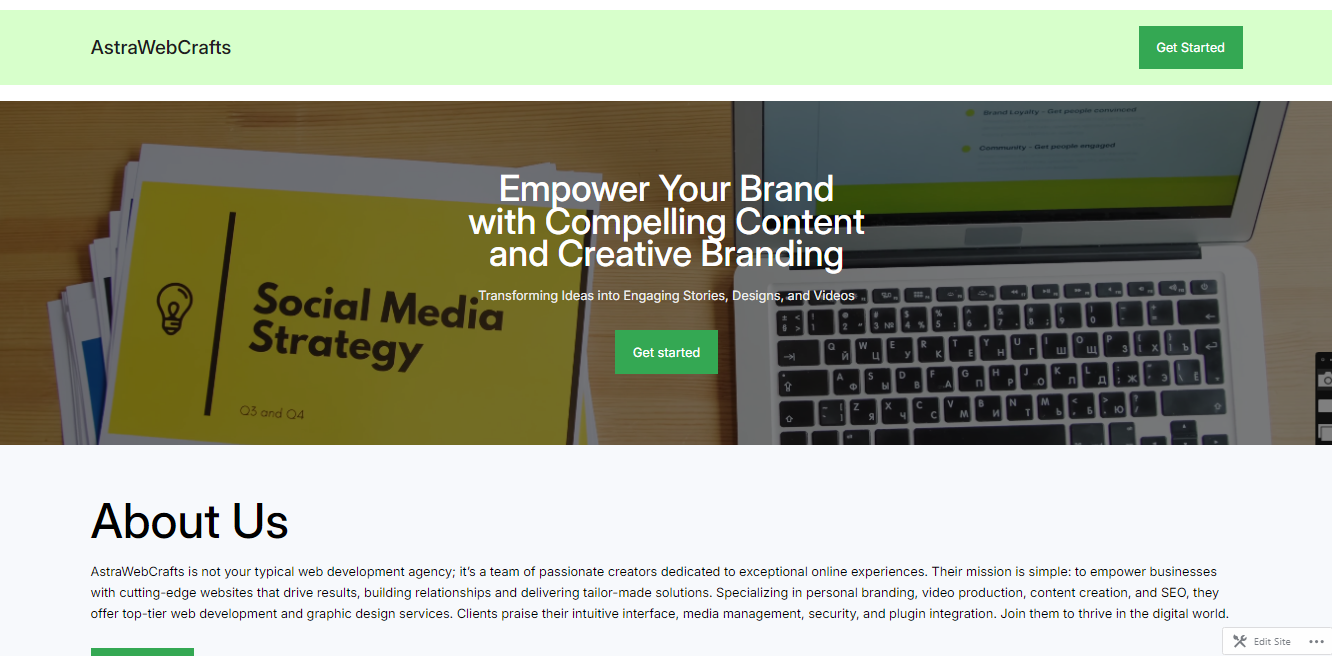 AstraWebCrafts
Get Started
Brand Loyalty - Get people convinced
Community - Get people engaged
Empower Your Brand
with Compelling Content
and Creative Branding
Transforming Ideas into Engaging Stories, Designs, and Videos
Get started
Social Media
Strategy
Q3 and Q4
About Us
AstraWebCrafts is not your typical web development agency; it's a team of passionate creators dedicated to exceptional online experiences. Their mission is simple: to empower businesses
with cutting-edge websites that drive results, building relationships and delivering tailor-made solutions. Specializing in personal branding, video production, content creation, and SEO, they
offer top-tier web development and graphic design services. Clients praise their intuitive interface, media management, security, and plugin integration. Join them to thrive in the digital world.
Edit Site